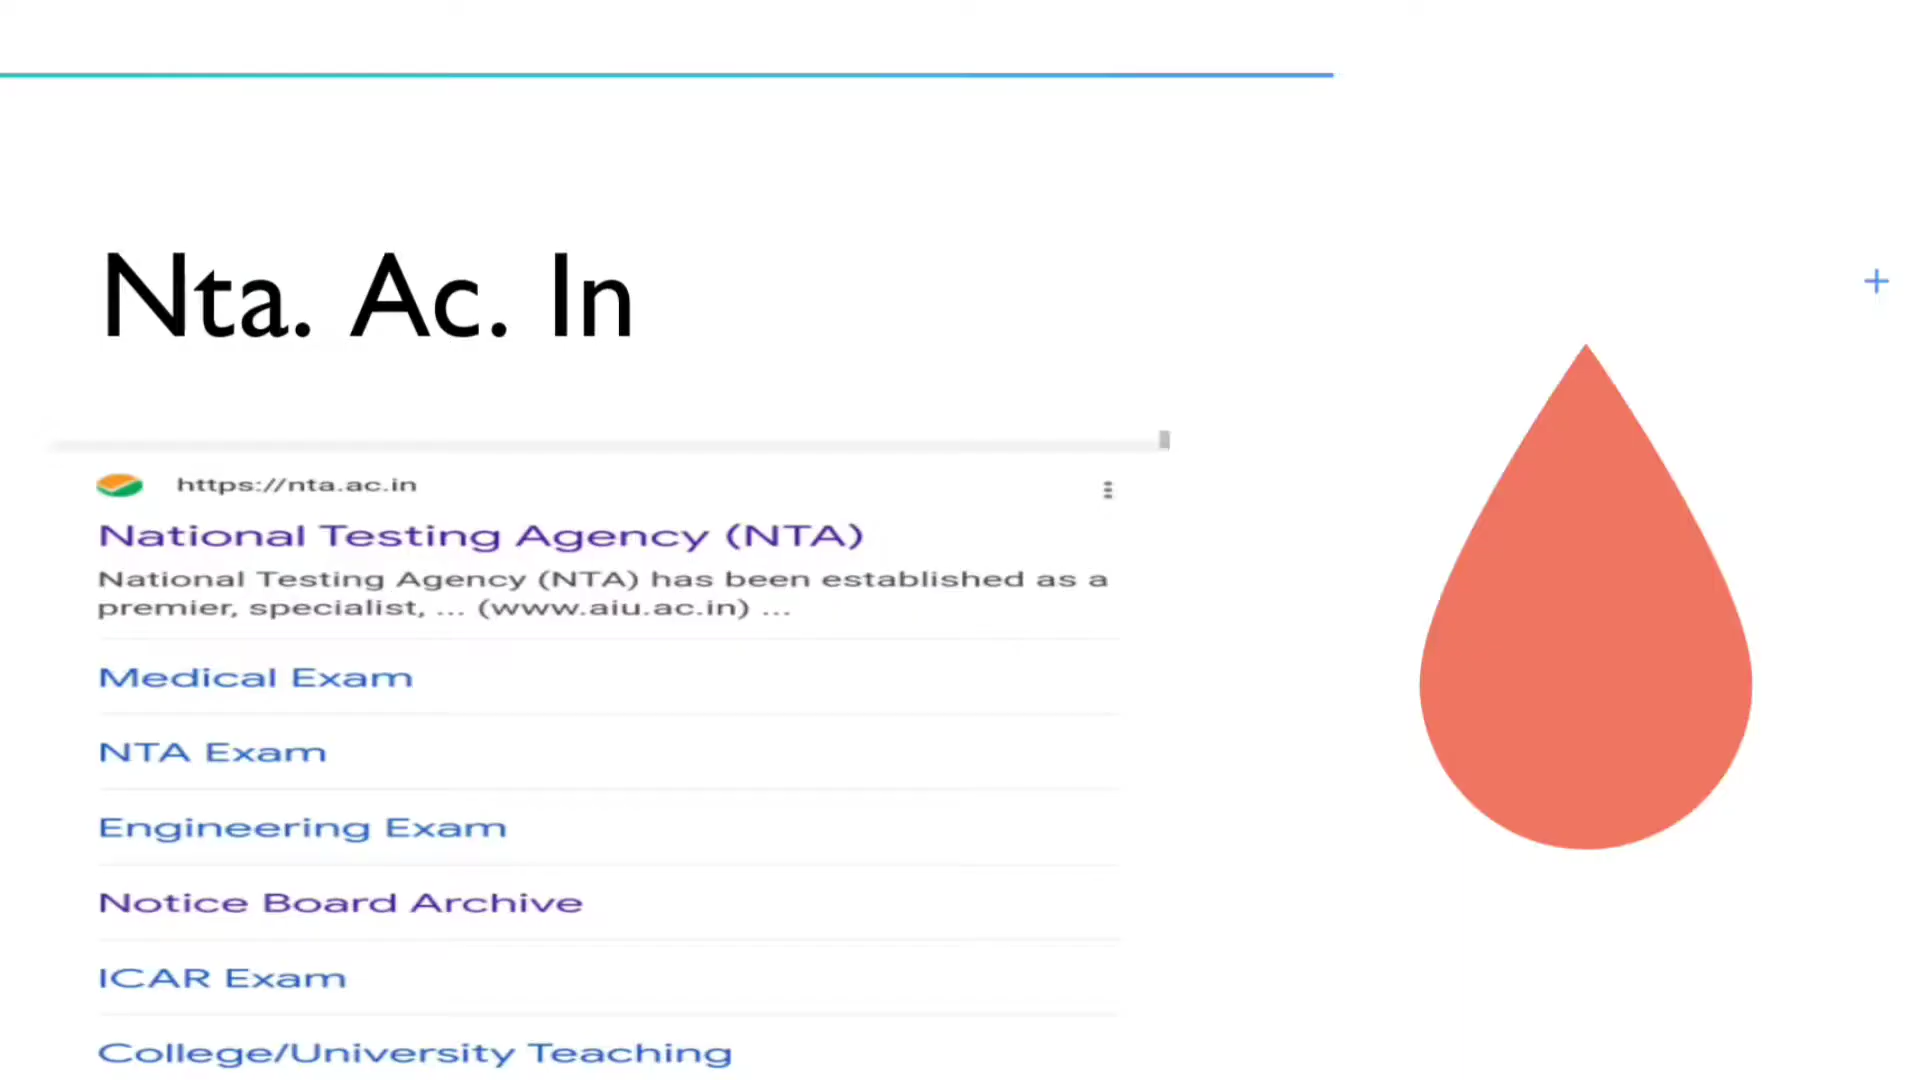 Nta. Ac. In
https://nta.ac.in
National Testing Agency (NTA)
National Testing Agency (NTA) has been established as a
premier, specialist, ... (www.aiu.ac.in) ...
Medical Exam
NTA Exam
Engineering Exam
Notice Board Archive
ICAR Exam
College/University Teaching